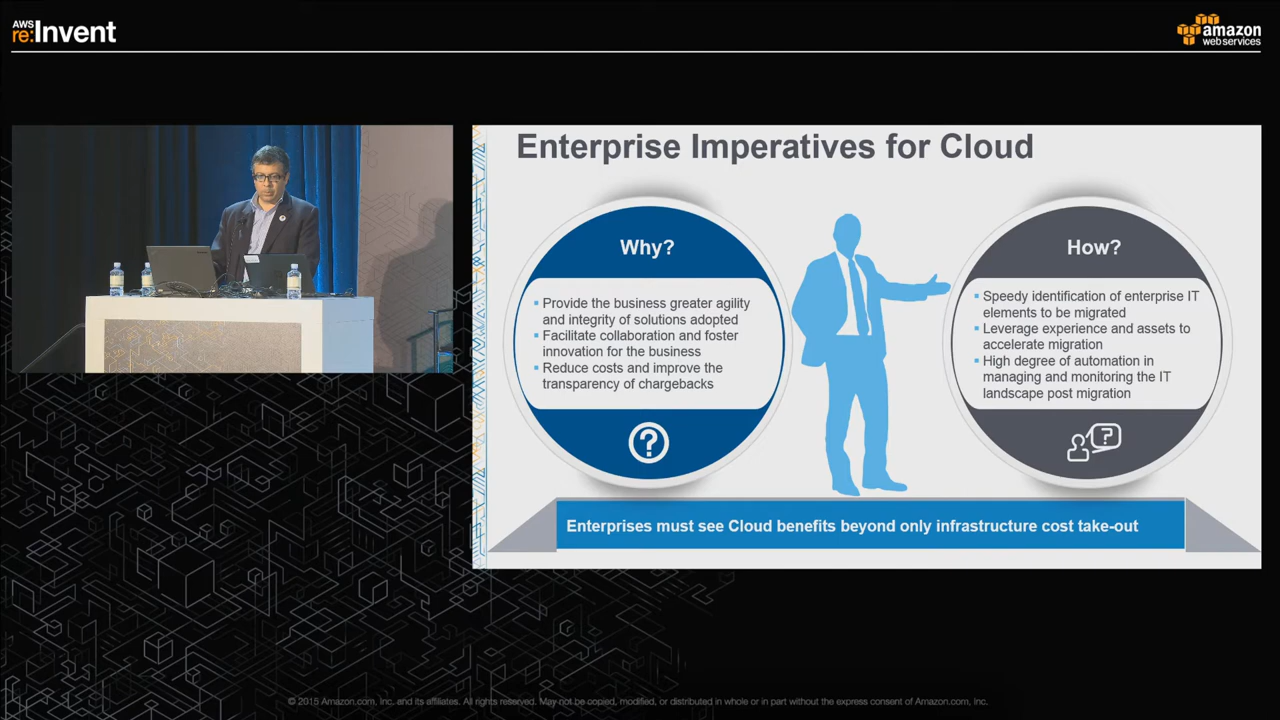 AWS
re:Invent
amazon
web services
Enterprise Imperatives for Cloud
Why?
Provide the business greater agility
and integrity of solutions adopted
Facilitate collaboration and foster
innovation for the business
Reduce costs and improve the
transparency of chargebacks
?
How?
Speedy identification of enterprise IT
elements to be migrated
Leverage experience and assets to
accelerate migration
High degree of automation in
managing and monitoring the IT
landscape post migration
?
Enterprises must see Cloud benefits beyond only infrastructure cost take-out
© 2015 Amazon.com, Inc. and its affiliates. All rights reserved. May not be copied, modified, or distributed in whole or in part without the express consent of Amazon.com, Inc.